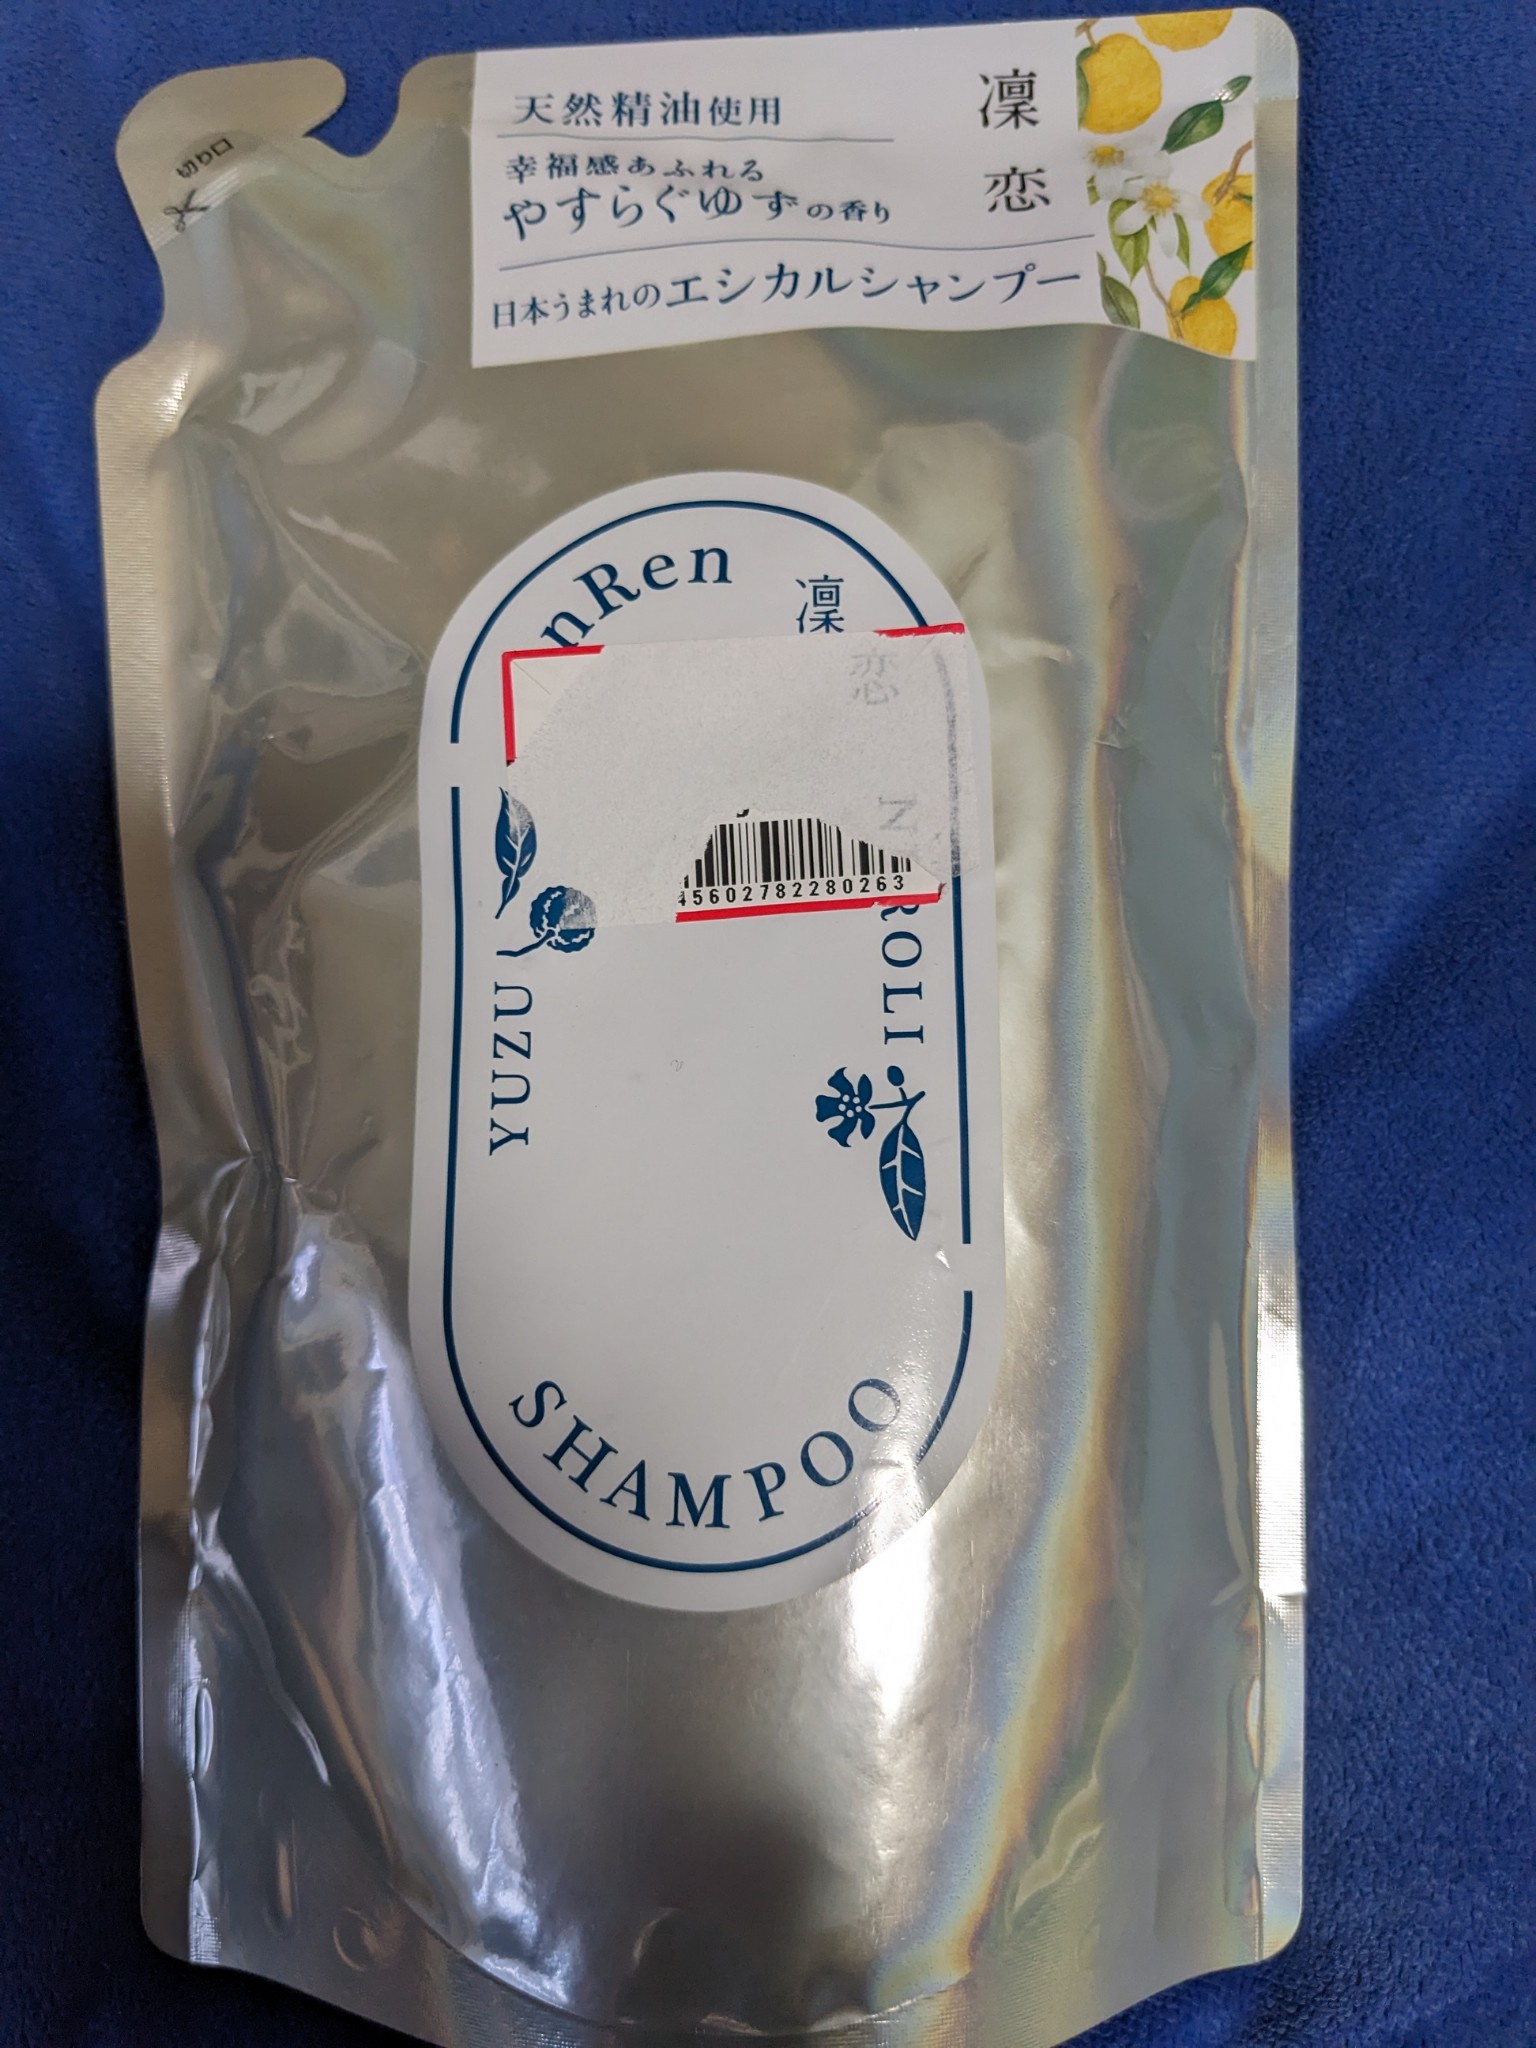 切り口
天然精油使用
幸福感あふれる
やすらぐゆずの香り
日本うまれのエシカルシャンプー
凜恋
nRen
凜恋
YUZU
ROLI
4560278228026​3
SHAMPOO